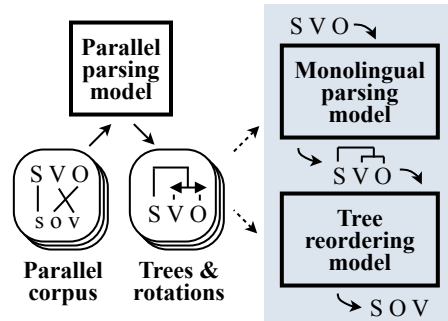 Parallel
parsing
model
S V O
S O V
Parallel
corpus
S V O
Trees &
rotations
S V O
Monolingual
parsing
model
S V O
Tree
reordering
model
S O V